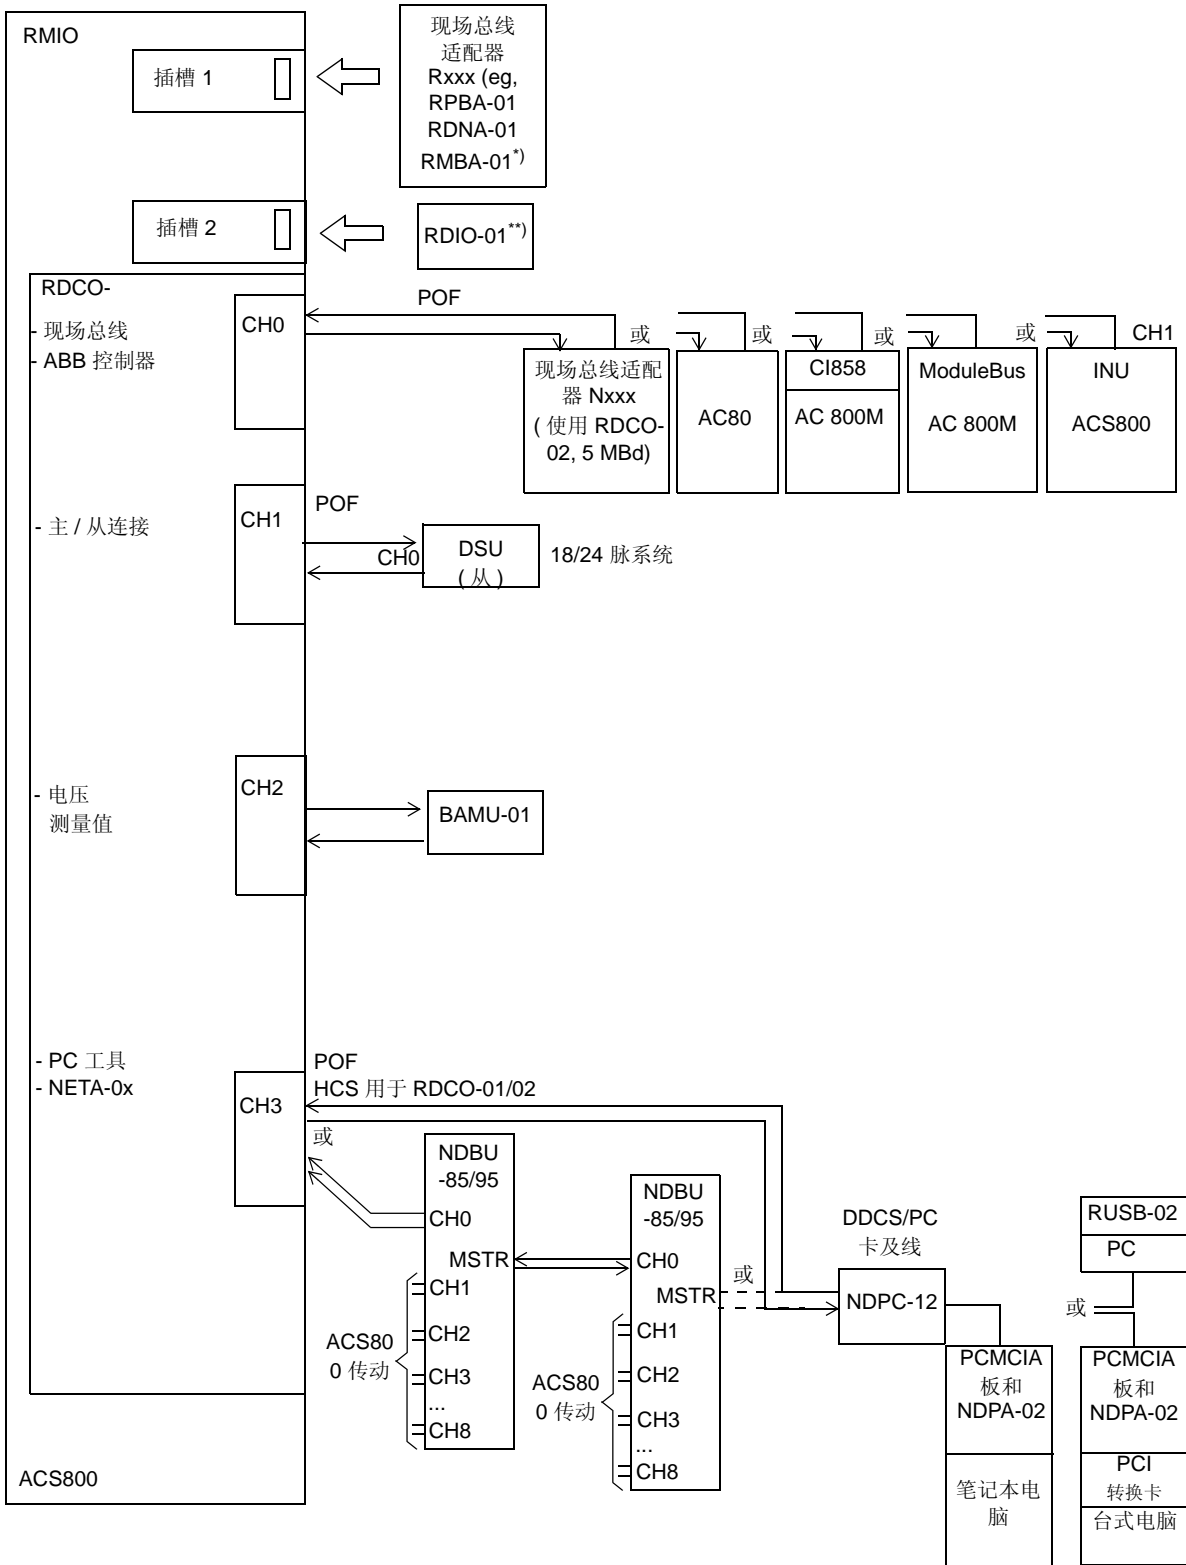 RMIO
插槽 1
现场总线
适配器
Rxxx (eg,
RPBA-01
RDNA-01
RMBA-01*)
插槽 2
RDIO-01**)
RDCO-
- 现场总线
- ABB 控制器
CH0
POF
或
或
或
或
CH1
现场总线适配
器 Nxxx
( 使用 RDCO-
02, 5 MBd)
AC80
CI858
AC 800M
ModuleBus
AC 800M
INU
ACS800
- 主 / 从连接
CH1
POF
CH0
DSU
( 从 )
18/24 脉系统
- 电压
测量值
CH2
BAMU-01
- PC 工具
- NETA-0x
CH3
POF
HCS 用于 RDCO-01/02
或
NDBU
-85/95
CH0
MSTR
CH1
CH2
CH3
...
CH8
ACS80
0 传动
NDBU
-85/95
CH0
MSTR
CH1
CH2
CH3
...
CH8
ACS80
0 传动
或
DDCS/PC
卡及线
NDPC-12
RUSB-02
PC
或
PCMCIA
板和
NDPA-02
笔记本电
脑
PCMCIA
板和
NDPA-02
PCI
转换卡
台式电脑
ACS800